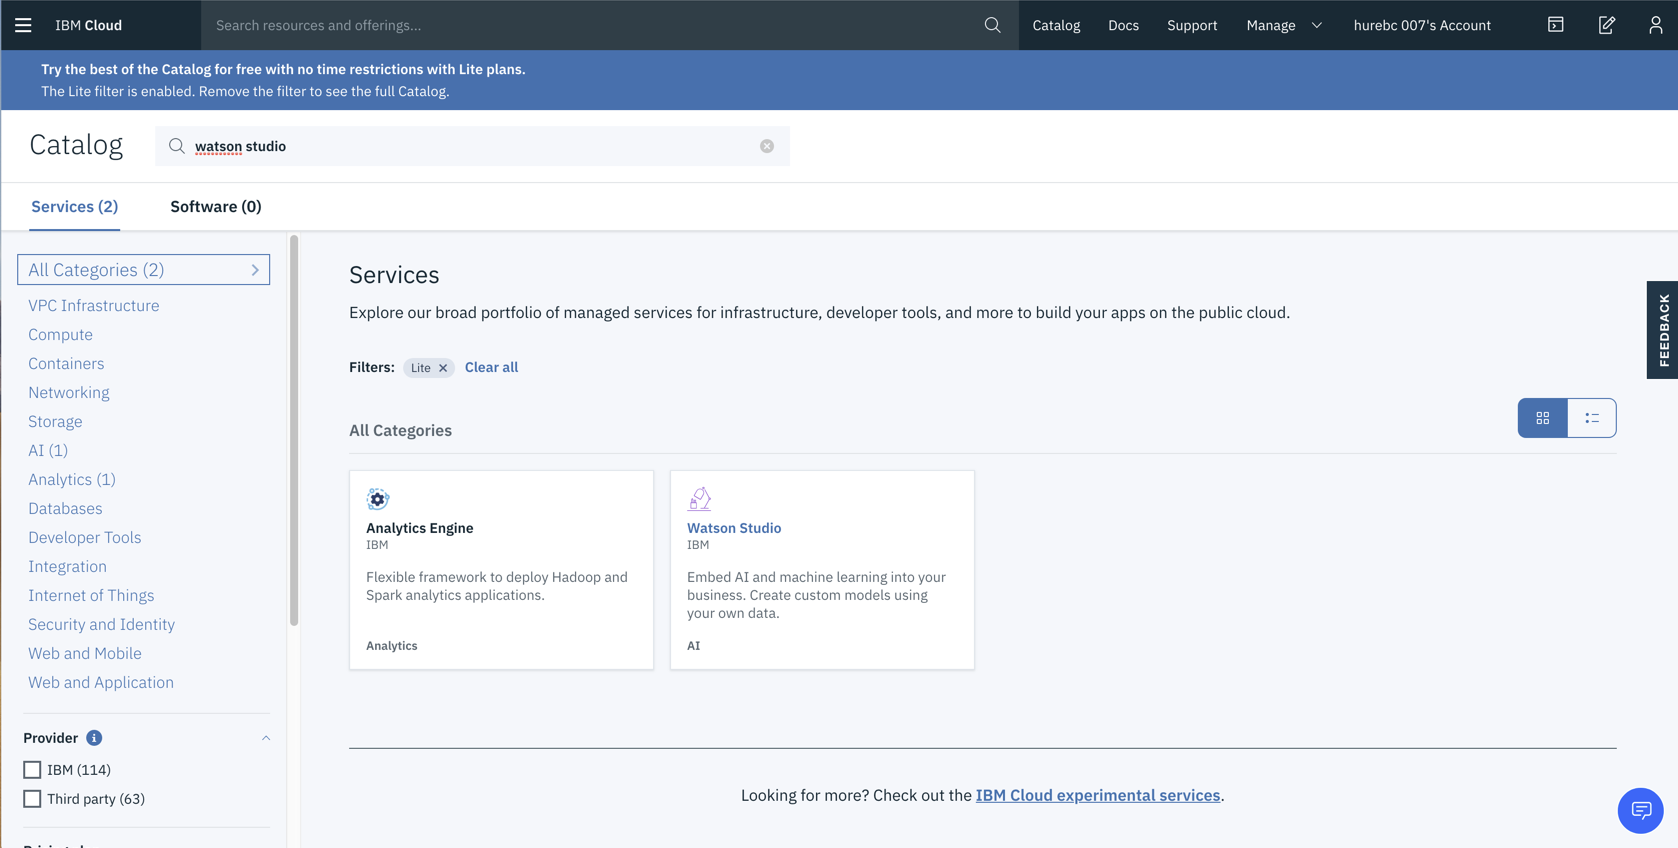 IBM Cloud
Search resources and offerings...
Catalog
Docs
Support
Manage
hurebc 007's Account
Try the best of the Catalog for free with no time restrictions with Lite plans.
The Lite filter is enabled. Remove the filter to see the full Catalog.
Catalog
watson studio
Services (2)
Software (0)
All Categories (2)
VPC Infrastructure
Compute
Containers
Networking
Storage
AI (1)
Analytics (1)
Databases
Developer Tools
Integration
Internet of Things
Security and Identity
Web and Mobile
Web and Application
Provider
IBM (114)
Third party (63)
Services
Explore our broad portfolio of managed services for infrastructure, developer tools, and more to build your apps on the public cloud.
Filters: Lite Clear all
All Categories
Analytics Engine
IBM
Flexible framework to deploy Hadoop and
Spark analytics applications.
Analytics
Watson Studio
IBM
Embed AI and machine learning into your
business. Create custom models using
your own data.
AI
Looking for more? Check out the IBM Cloud experimental services.
FEEDBACK